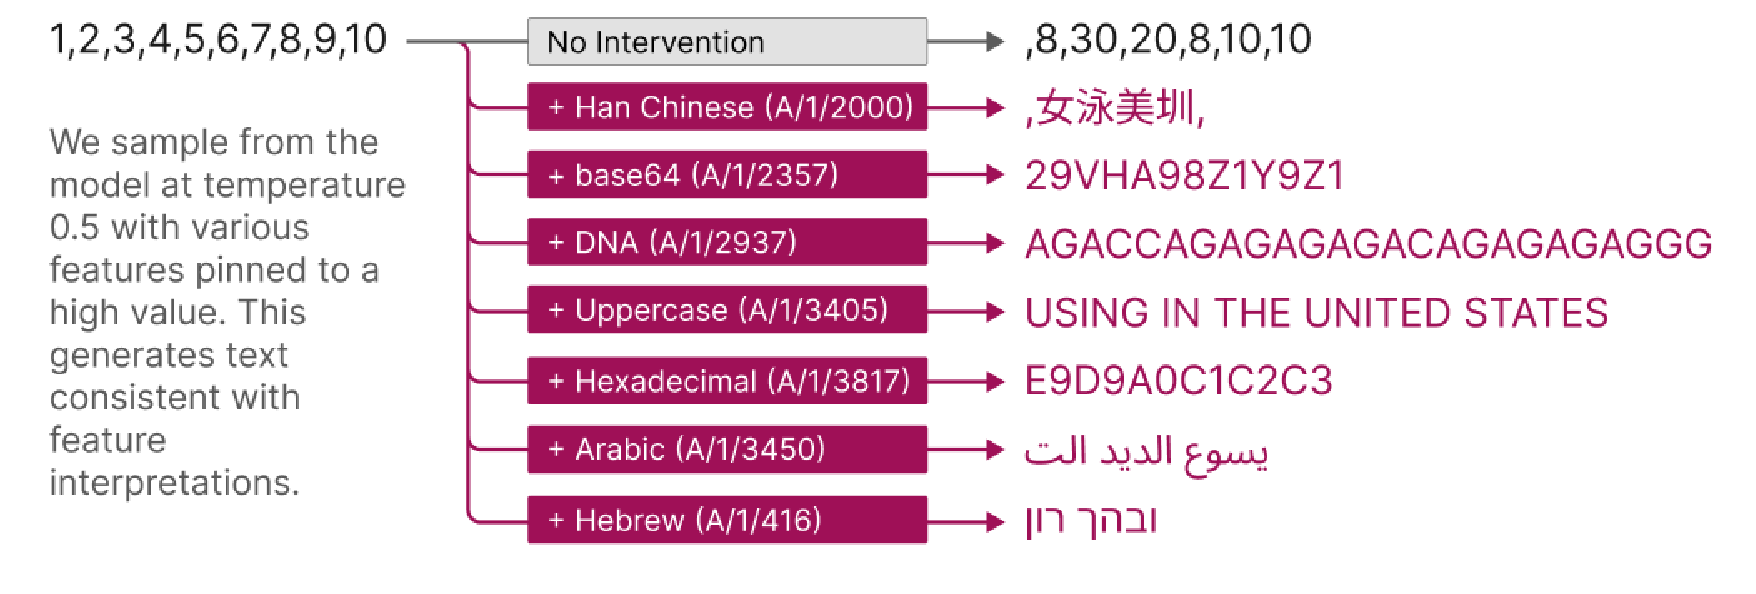 1,2,3,4,5,6,7,8,9,10
No Intervention
,8,30,20,8,10,10
+ Han Chinese (A/1/2000)
,女泳美圳,
+ base64 (A/1/2357)
29VHA98Z1Y9Z1
+ DNA (A/1/2937)
AGACCAGAGAGAGACAGAGAGAGGG
+ Uppercase (A/1/3405)
USING IN THE UNITED STATES
+ Hexadecimal (A/1/3817)
E9D9A0C1C2C3
+ Arabic (A/1/3450)
يسوع الديد الت
+ Hebrew (A/1/416)
ובהך רון
We sample from the
model at temperature
0.5 with various
features pinned to a
high value. This
generates text
consistent with
feature
interpretations.